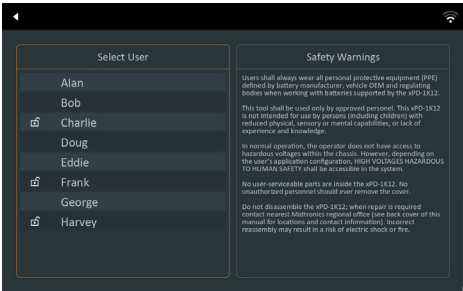 Select User
Alan
Bob
Charlie
Doug
Eddie
Frank
George
Harvey
Safety Warnings
Users shall always wear all personal protective equipment (PPE)
defined by battery manufacturer, vehicle OEM and regulating
bodies when working with batteries supported by the xPD-1K12.
This tool shall be used only by approved personel. This xPD-1K12
is not intended for use by persons (including children) with
reduced physical, sensory or mental capabilities, or lack of
experience and knowledge.
In normal operation, the operator does not have access to
hazardous voltages within the chassis. However, depending on
the user's application configuration, HIGH VOLTAGES HAZARDOUS
TO HUMAN SAFETY shall be accessible in the system.
No user-serviceable parts are inside the xPD-1K12. No
unauthorized personnel should ever remove the cover.
Do not disassemble the xPD-1K12; when repair is required
contact nearest Midtronics regional office (see back cover of this
manual for locations and contact information). Incorrect
reassembly may result in a risk of electric shock or fire.